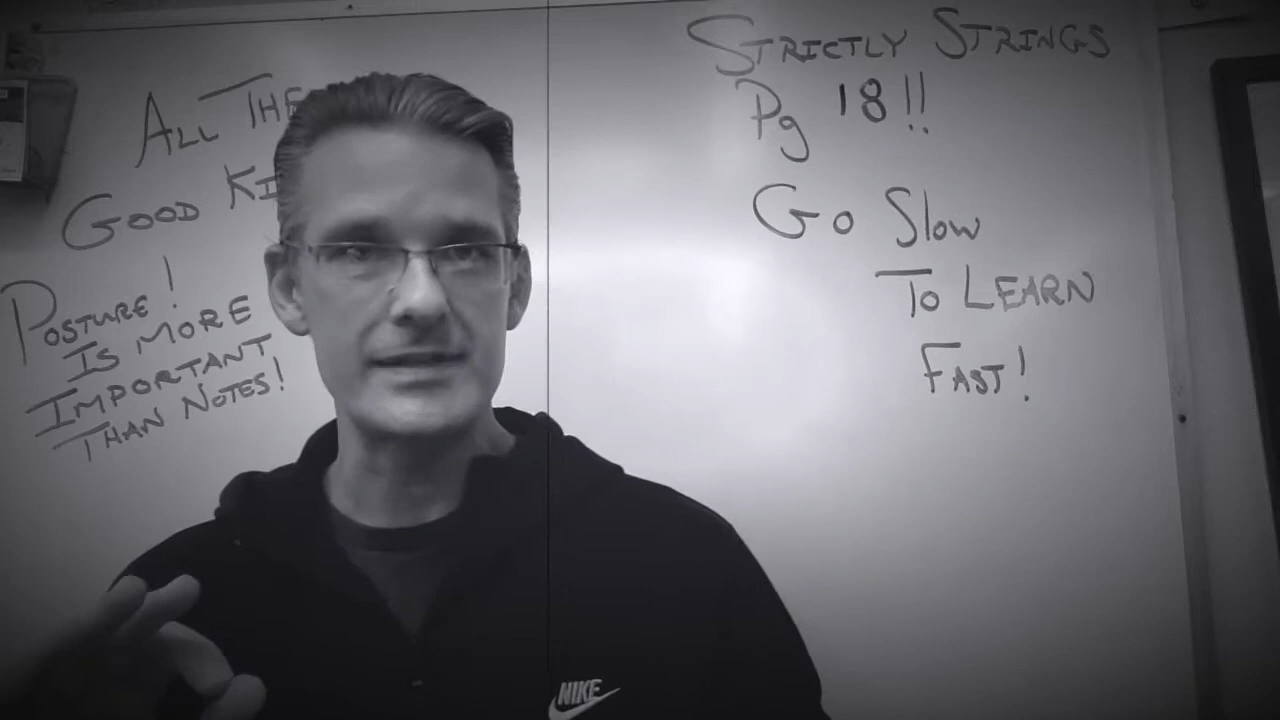 ALL THE
GOOD
POSTURE!
IS MORE
IMPORTANT
THAN NOTES!
STRICTLY STRINGS
Pg 18!!
Go Slow
To LEARN
FAST!
NIKE